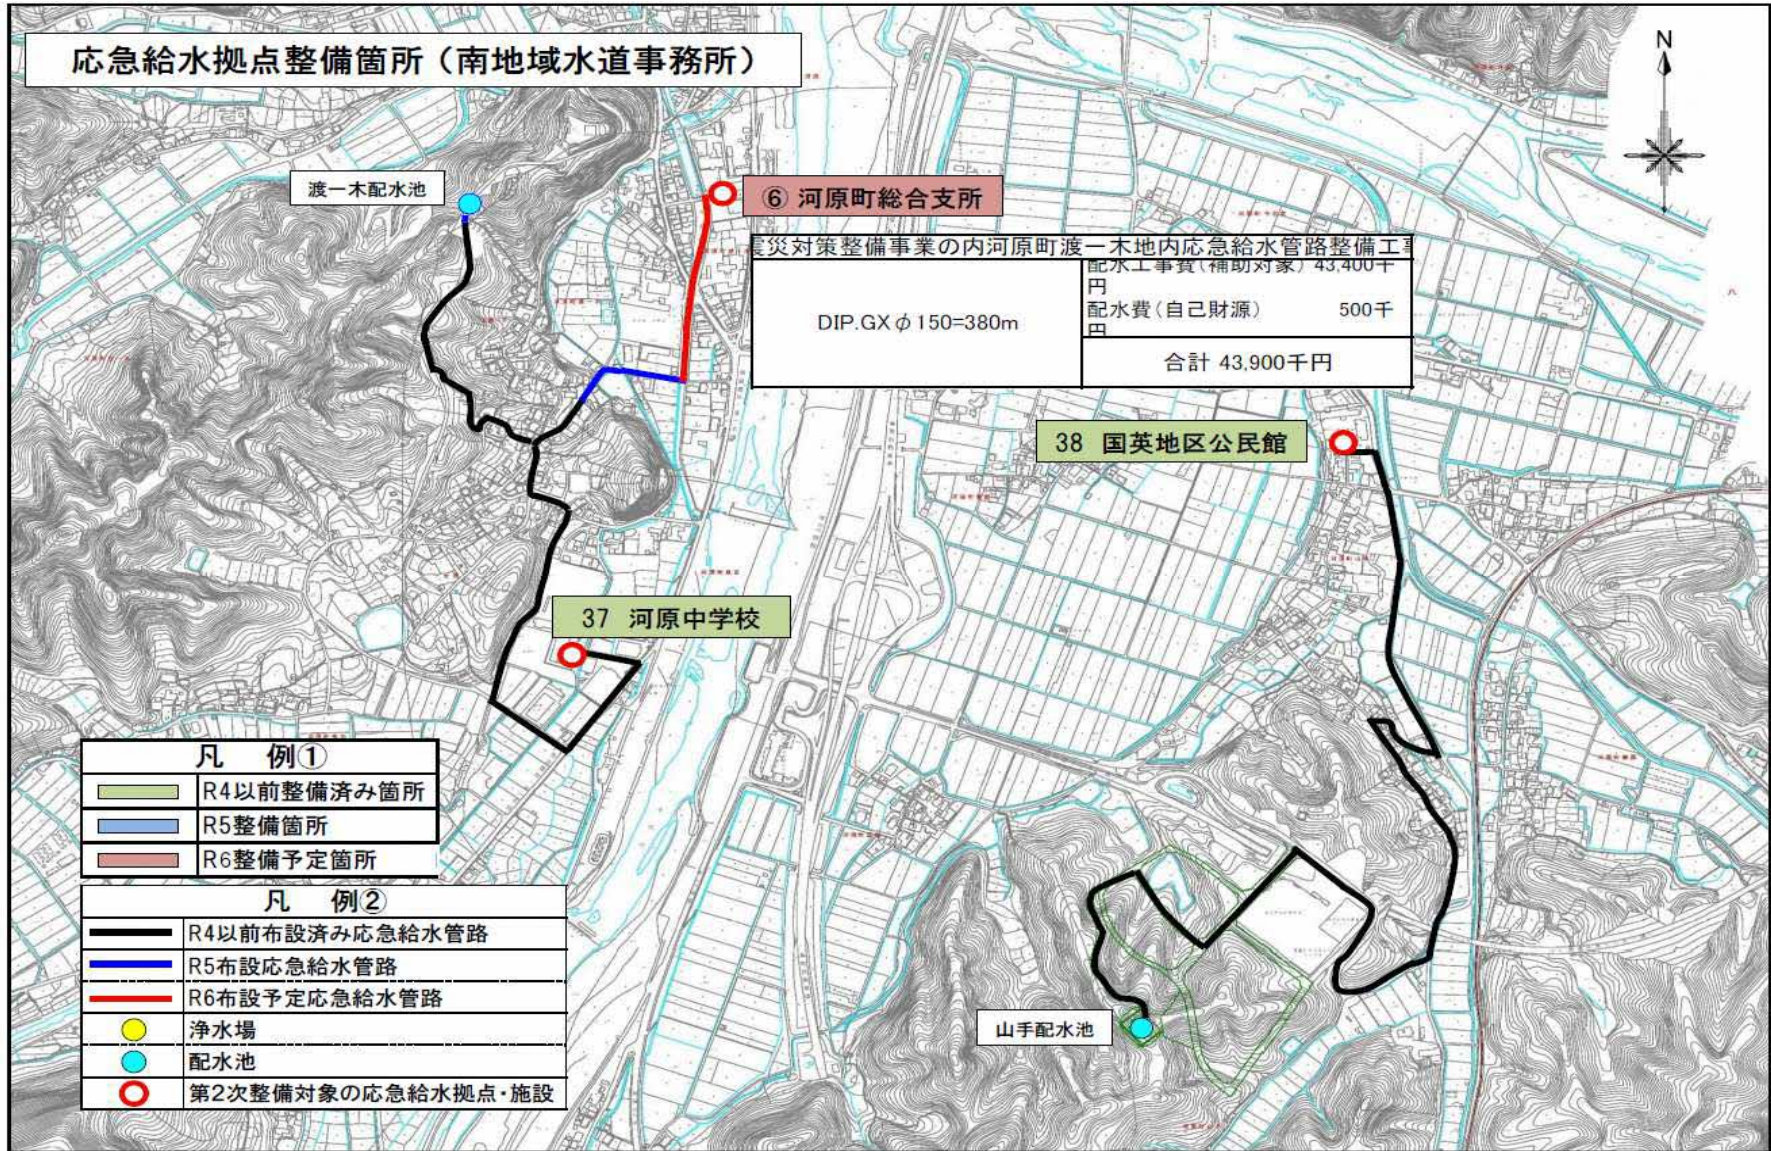 応急給水拠点整備箇所（南地域水道事務所）
N
渡一木配水池
⑥ 河原町総合支所
震災対策整備事業の内河原町渡一木地内応急給水管路整備工事
DIP.GXφ150=380m
配水工事費（補助対象）43,400千
円
配水費（自己財源） 500千
円
合計 43,900千円
38 国英地区公民館
37 河原中学校
山手配水池
凡 例①
R4以前整備済み箇所
R5整備箇所
R6整備予定箇所
凡 例②
R4以前布設済み応急給水管路
R5布設応急給水管路
R6布設予定応急給水管路
浄水場
配水池
第2次整備対象の応急給水拠点・施設